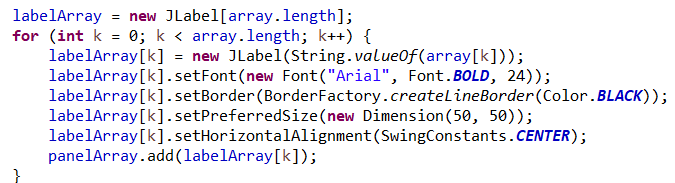 labelArray = new JLabel[array.length];
for (int k = 0; k < array.length; k++) {
    labelArray[k] = new JLabel(String.valueOf(array[k]));
    labelArray[k].setFont(new Font("Arial", Font.BOLD, 24));
    labelArray[k].setBorder(BorderFactory.createLineBorder(Color.BLACK));
    labelArray[k].setPreferredSize(new Dimension(50, 50));
    labelArray[k].setHorizontalAlignment(SwingConstants.CENTER);
    panelArray.add(labelArray[k]);
}